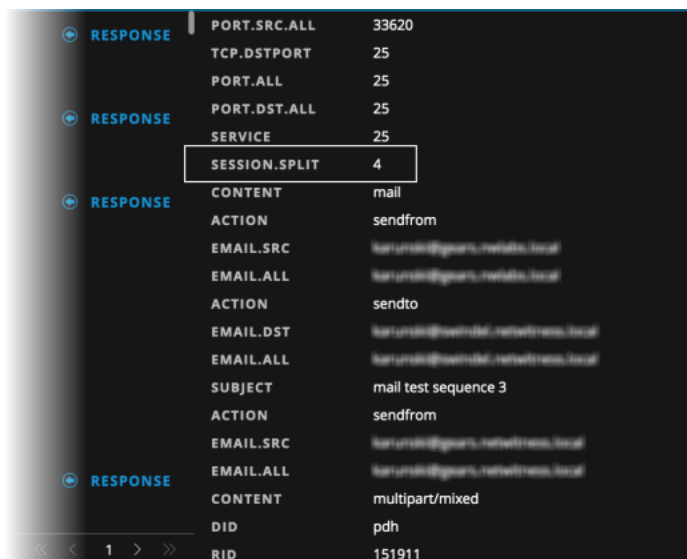 RESPONSE
RESPONSE
RESPONSE
RESPONSE
1
PORT.SRC.ALL 33620
TCP.DSTPORT 25
PORT.ALL 25
PORT.DST.ALL 25
SERVICE 25
SESSION.SPLIT 4
CONTENT mail
ACTION sendfrom
EMAIL.SRC
EMAIL.ALL
ACTION sendto
EMAIL.DST
EMAIL.ALL
SUBJECT mail test sequence 3
ACTION sendfrom
EMAIL.SRC
EMAIL.ALL
CONTENT multipart/mixed
DID pdh
RID 151911